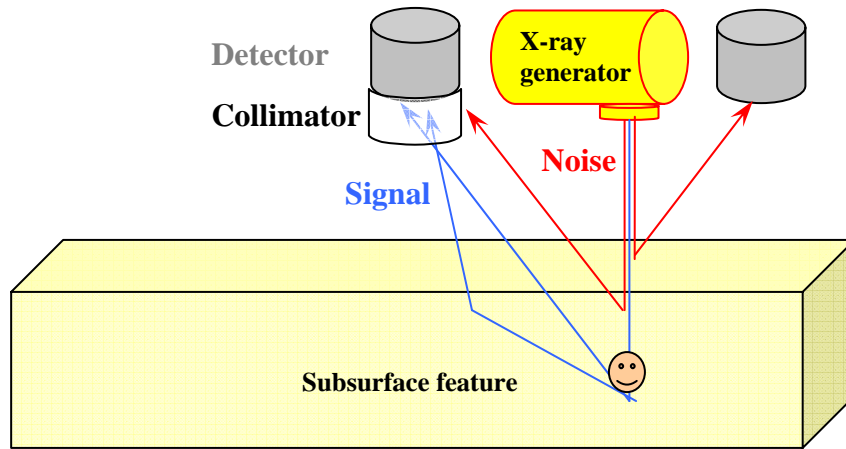 Detector
Collimator
X-ray
generator
Noise
Signal
Subsurface feature